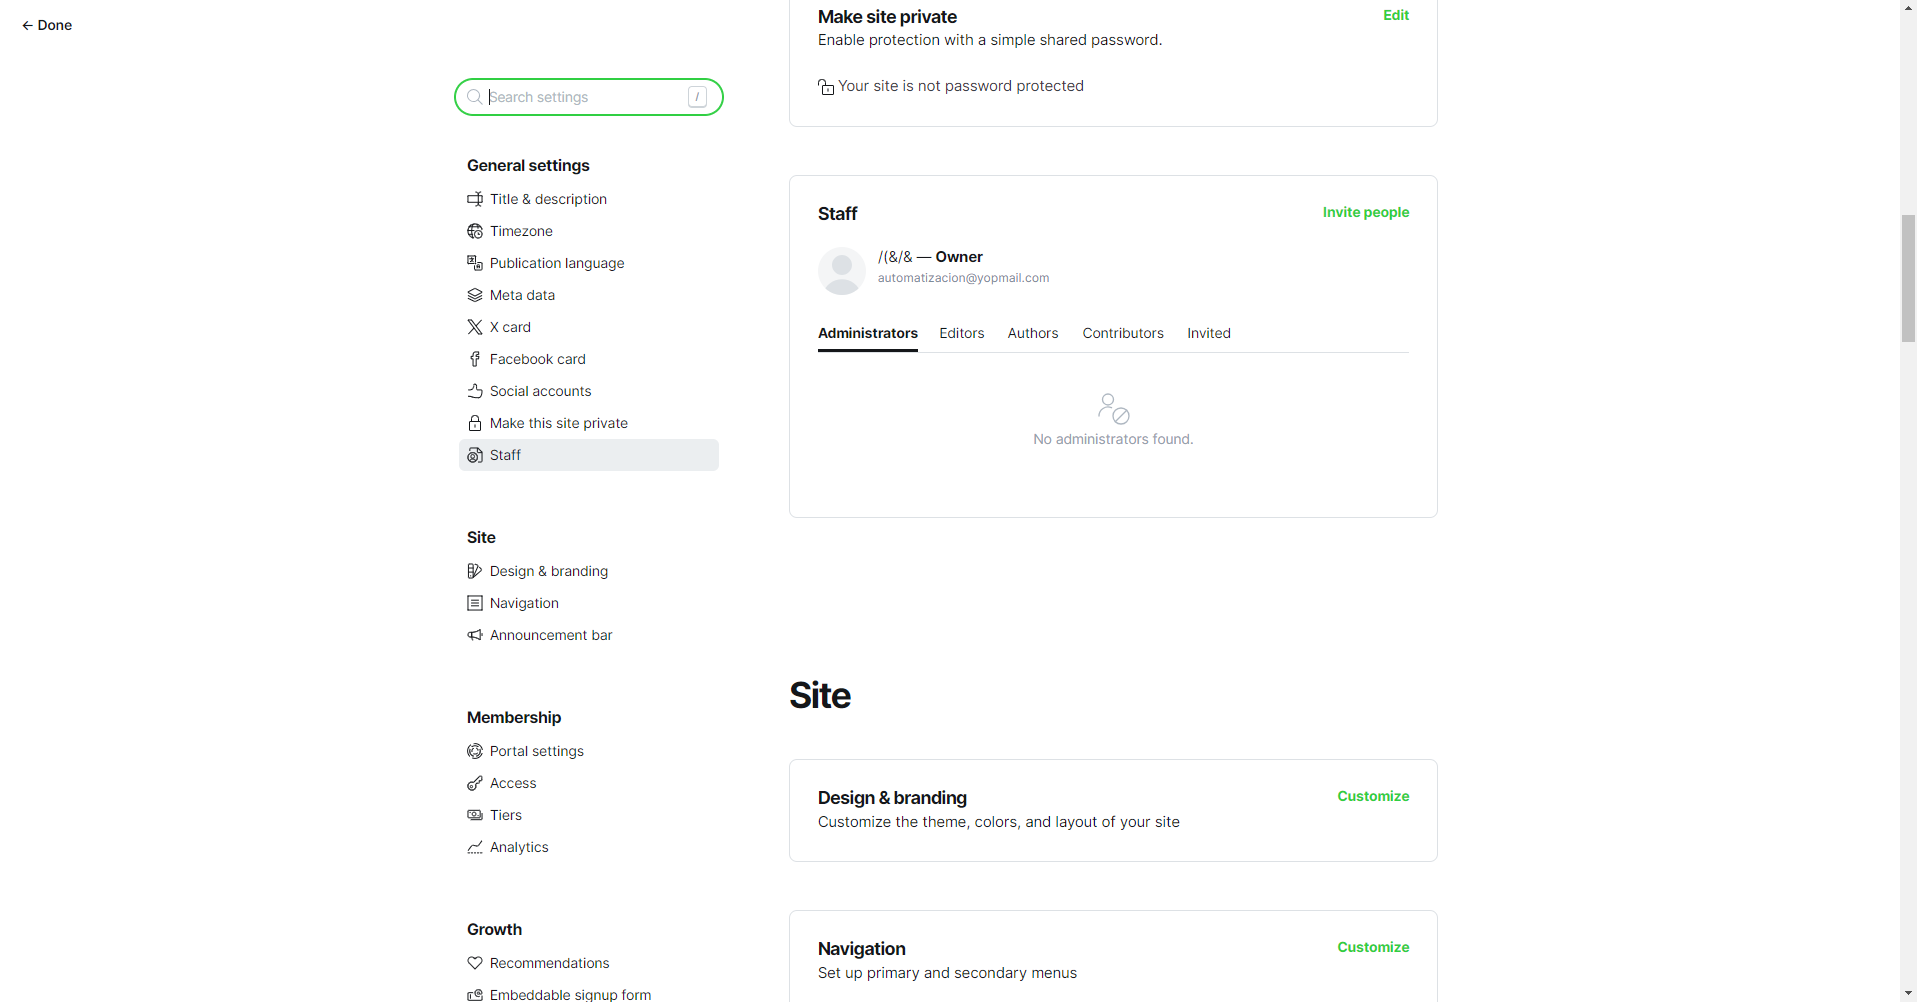 Done
Search settings
/
General settings
Title & description
Timezone
Publication language
Meta data
X card
Facebook card
Social accounts
Make this site private
Staff
Site
Design & branding
Navigation
Announcement bar
Membership
Portal settings
Access
Tiers
Analytics
Growth
Recommendations
Embeddable signup form
Make site private
Edit
Enable protection with a simple shared password.
Your site is not password protected
Staff
Invite people
/(&/& — Owner
automatizacion@yopmail.com
Administrators Editors Authors Contributors Invited
No administrators found.
Site
Design & branding
Customize
Customize the theme, colors, and layout of your site
Navigation
Customize
Set up primary and secondary menus